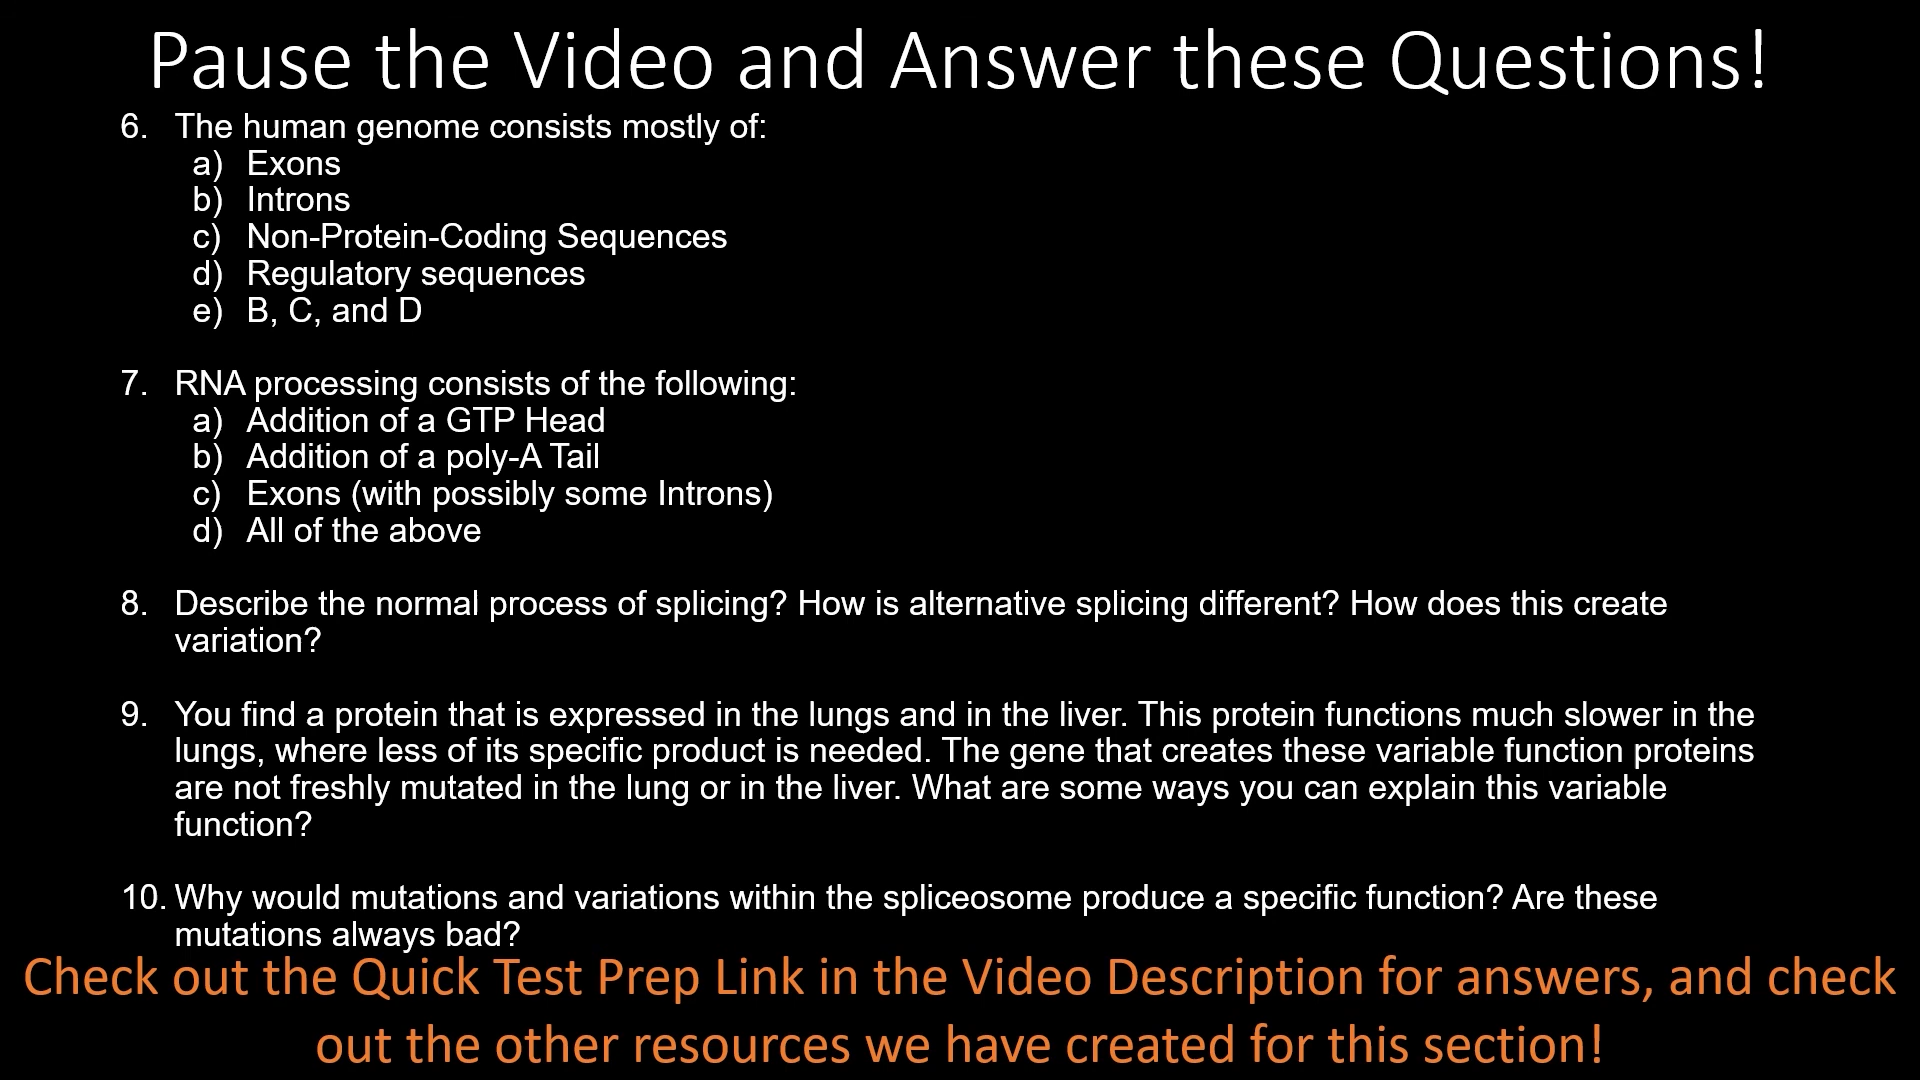 Pause the Video and Answer these Questions!
6. The human genome consists mostly of:
a) Exons
b) Introns
c) Non-Protein-Coding Sequences
d) Regulatory sequences
e) B, C, and D
7. RNA processing consists of the following:
a) Addition of a GTP Head
b) Addition of a poly-A Tail
c) Exons (with possibly some Introns)
d) All of the above
8. Describe the normal process of splicing? How is alternative splicing different? How does this create
variation?
9. You find a protein that is expressed in the lungs and in the liver. This protein functions much slower in the
lungs, where less of its specific product is needed. The gene that creates these variable function proteins
are not freshly mutated in the lung or in the liver. What are some ways you can explain this variable
function?
10. Why would mutations and variations within the spliceosome produce a specific function? Are these
mutations always bad?
Check out the Quick Test Prep Link in the Video Description for answers, and check
out the other resources we have created for this section!